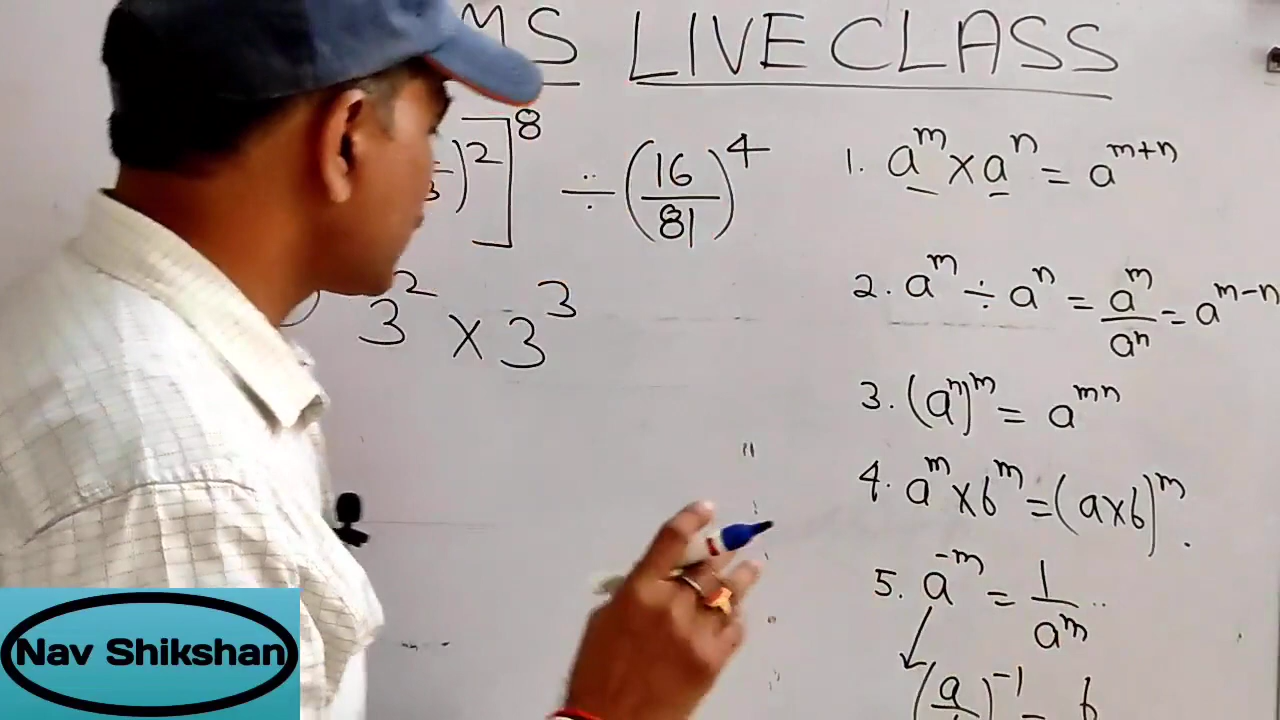 MS LIVE CLASS
)²]⁸ ÷ (16/81)⁴
3² × 3³
1. aᵐ × aⁿ = aᵐ⁺ⁿ
2. aᵐ ÷ aⁿ = aᵐ/aⁿ = aᵐ⁻ⁿ
3. (aⁿ)ᵐ = aᵐⁿ
4. aᵐ × bᵐ = (a×b)ᵐ.
5. a⁻ᵐ = 1/aᵐ
(a/ )⁻¹ = b
Nav Shikshan